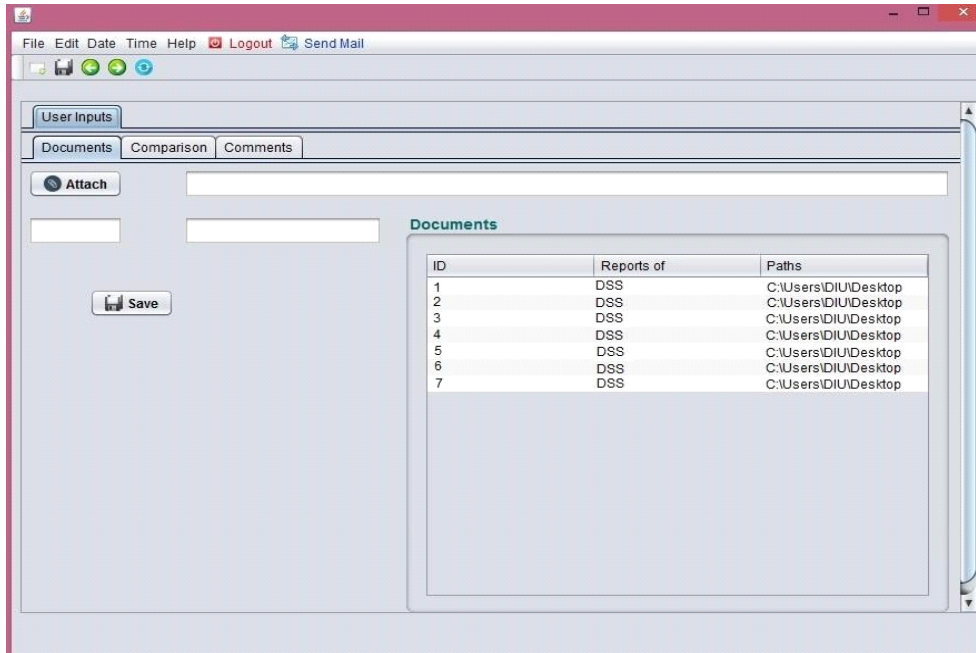 File Edit Date Time Help Logout Send Mail
User Inputs
Documents Comparison Comments
Attach
Documents
ID Reports of Paths
1 DSS C:\Users\DIU\Desktop
2 DSS C:\Users\DIU\Desktop
3 DSS C:\Users\DIU\Desktop
4 DSS C:\Users\DIU\Desktop
5 DSS C:\Users\DIU\Desktop
6 DSS C:\Users\DIU\Desktop
7 DSS C:\Users\DIU\Desktop
Save